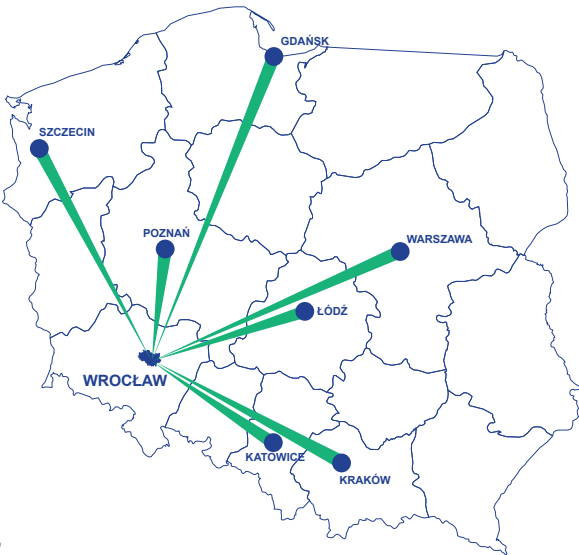 GDAŃSK
SZCZECIN
POZNAŃ
WARSZAWA
ŁÓDŹ
WROCŁAW
KATOWICE
KRAKÓW